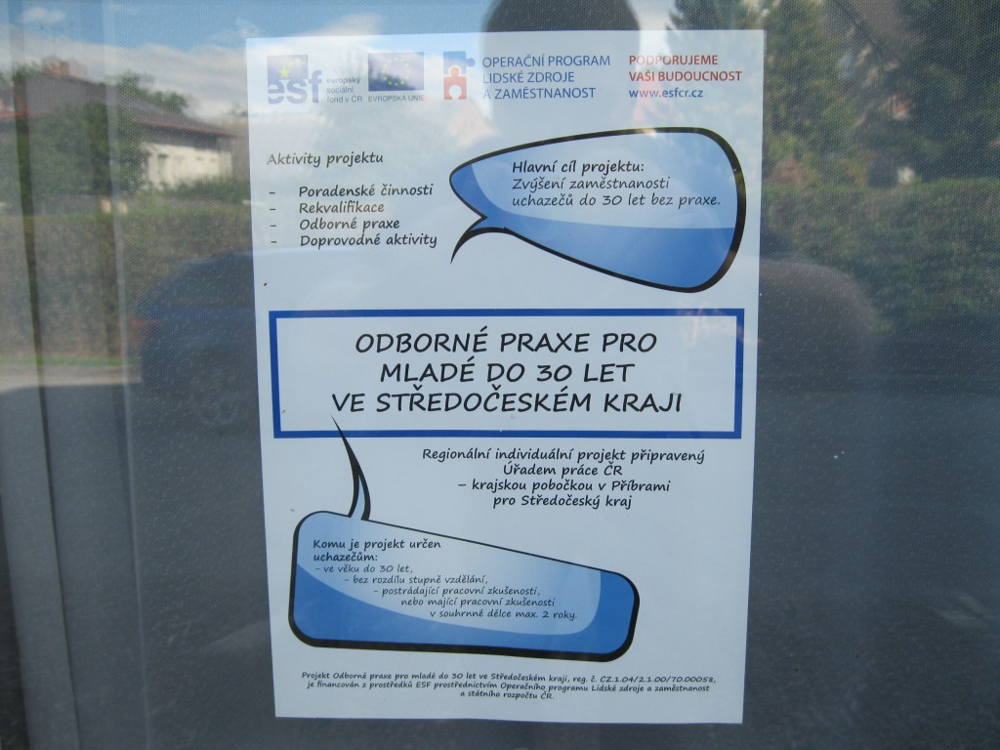 esf
evropský
sociální
fond v ČR
EVROPSKÁ UNIE
OPERAČNÍ PROGRAM
LIDSKÉ ZDROJE
A ZAMĚSTNANOST
PODPORUJEME
VAŠI BUDOUCNOST
www.esfcr.cz
Aktivity projektu
- Poradenské činnosti
- Rekvalifikace
- Odborné praxe
- Doprovodné aktivity
Hlavní cíl projektu:
Zvýšení zaměstnanosti
uchazečů do 30 let bez praxe.
ODBORNÉ PRAXE PRO
MLADÉ DO 30 LET
VE STŘEDOČESKÉM KRAJI
Regionální individuální projekt připravený
Úřadem práce ČR
– krajskou pobočkou v Příbrami
pro Středočeský kraj
Komu je projekt určen
uchazečům:
- ve věku do 30 let,
- bez rozdílu stupně vzdělání,
- postrádající pracovní zkušenosti,
nebo mající pracovní zkušenosti
v souhrnné délce max. 2 roky.
Projekt Odborné praxe pro mladé do 30 let ve Středočeském kraji, reg. č. CZ.1.04/2.1.00/70.00058,
je financován z prostředků ESF prostřednictvím Operačního programu Lidské zdroje a zaměstnanost
a státního rozpočtu ČR.